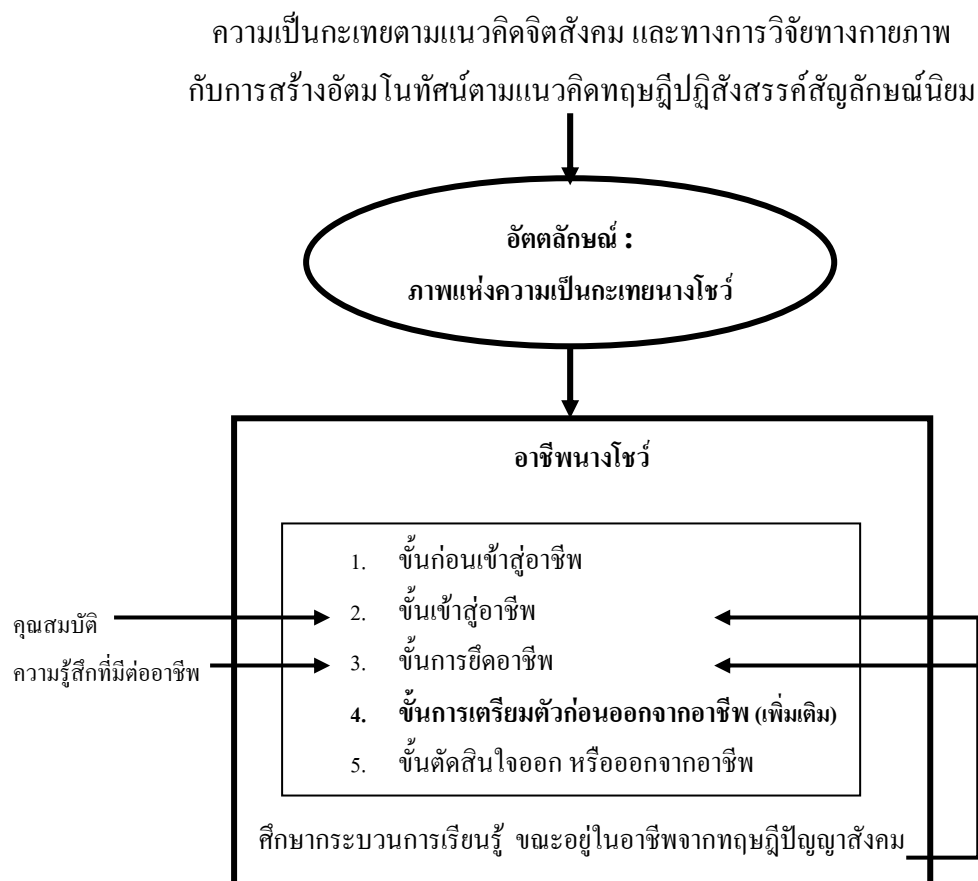 ความเป็นกะเทยตามแนวคิดจิตสังคม และทางการวิจัยทางกายภาพ
กับการสร้างอัตมโนทัศน์ตามแนวคิดทฤษฎีปฏิสังสรรค์สัญลักษณ์นิยม
อัตตลักษณ์ :
ภาพแห่งความเป็นกะเทยนางโชว์
อาชีพนางโชว์
1. ขั้นก่อนเข้าสู่อาชีพ
คุณสมบัติ
2. ขั้นเข้าสู่อาชีพ
ความรู้สึกที่มีต่ออาชีพ
3. ขั้นการยึดอาชีพ
4. ขั้นการเตรียมตัวก่อนออกจากอาชีพ (เพิ่มเติม)
5. ขั้นตัดสินใจออก หรือออกจากอาชีพ
ศึกษากระบวนการเรียนรู้ ขณะอยู่ในอาชีพจากทฤษฎีปัญญาสังคม